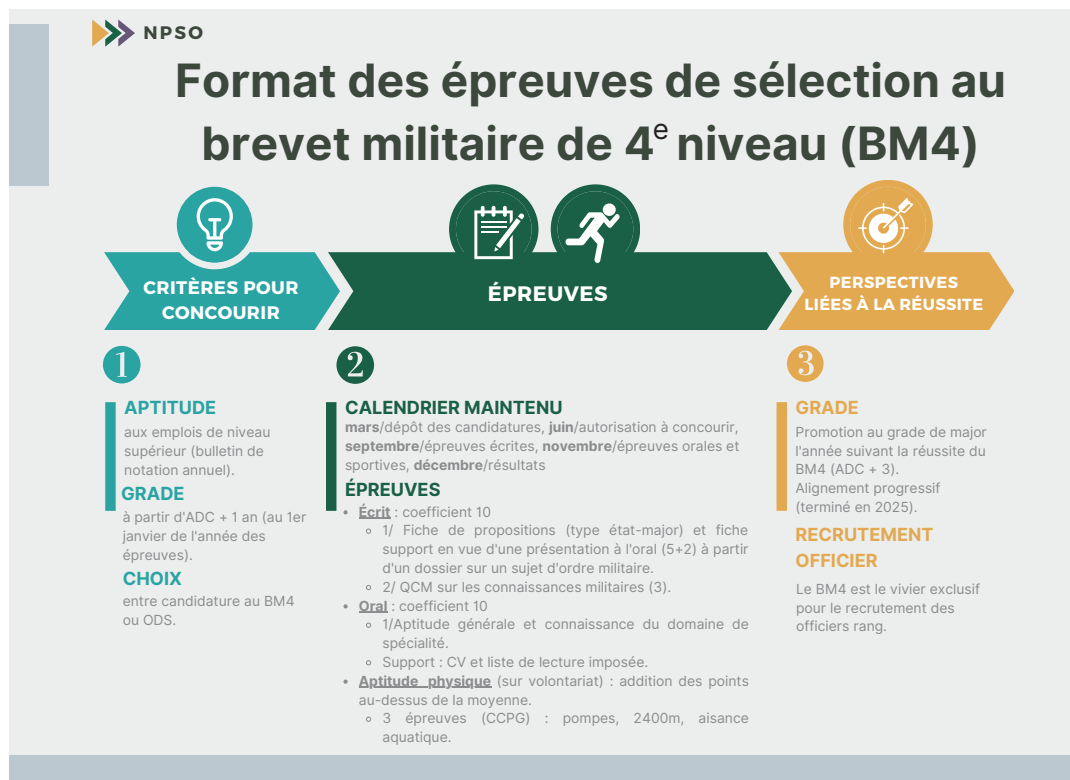 NPSO
Format des épreuves de sélection au
brevet militaire de 4e niveau (BM4)
CRITÈRES POUR
CONCOURIR
ÉPREUVES
PERSPECTIVES
LIÉES À LA RÉUSSITE
1
APTITUDE
aux emplois de niveau
supérieur (bulletin de
notation annuel).
GRADE
à partir d'ADC + 1 an (au 1er
janvier de l'année des
épreuves).
CHOIX
entre candidature au BM4
ou ODS.
2
CALENDRIER MAINTENU
mars/dépôt des candidatures, juin/autorisation à concourir,
septembre/épreuves écrites, novembre/épreuves orales et
sportives, décembre/résultats
ÉPREUVES
• Écrit : coefficient 10
◦ 1/ Fiche de propositions (type état-major) et fiche
support en vue d'une présentation à l'oral (5+2) à partir
d'un dossier sur un sujet d'ordre militaire.
◦ 2/ QCM sur les connaissances militaires (3).
• Oral : coefficient 10
◦ 1/Aptitude générale et connaissance du domaine de
spécialité.
◦ Support : CV et liste de lecture imposée.
• Aptitude physique (sur volontariat) : addition des points
au-dessus de la moyenne.
◦ 3 épreuves (CCPG) : pompes, 2400m, aisance
aquatique.
3
GRADE
Promotion au grade de major
l'année suivant la réussite du
BM4 (ADC + 3).
Alignement progressif
(terminé en 2025).
RECRUTEMENT
OFFICIER
Le BM4 est le vivier exclusif
pour le recrutement des
officiers rang.